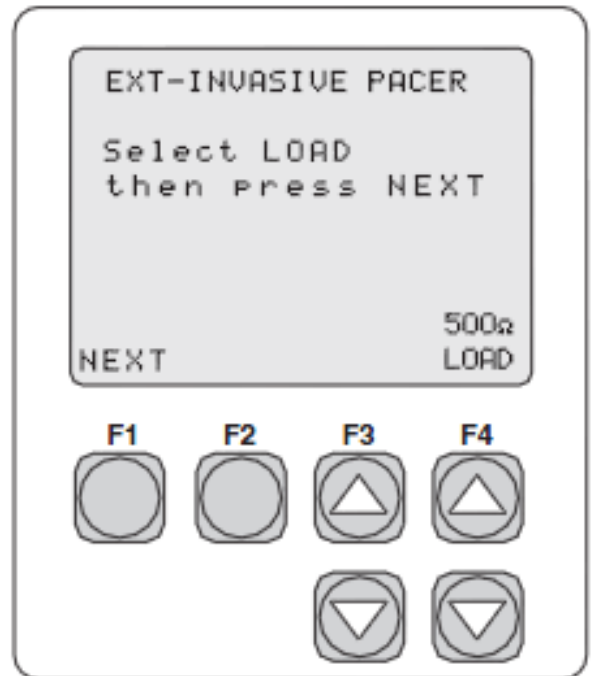 EXT-INVASIVE PACER
Select LOAD
then press NEXT
500Ω
NEXT LOAD
F1 F2 F3 F4